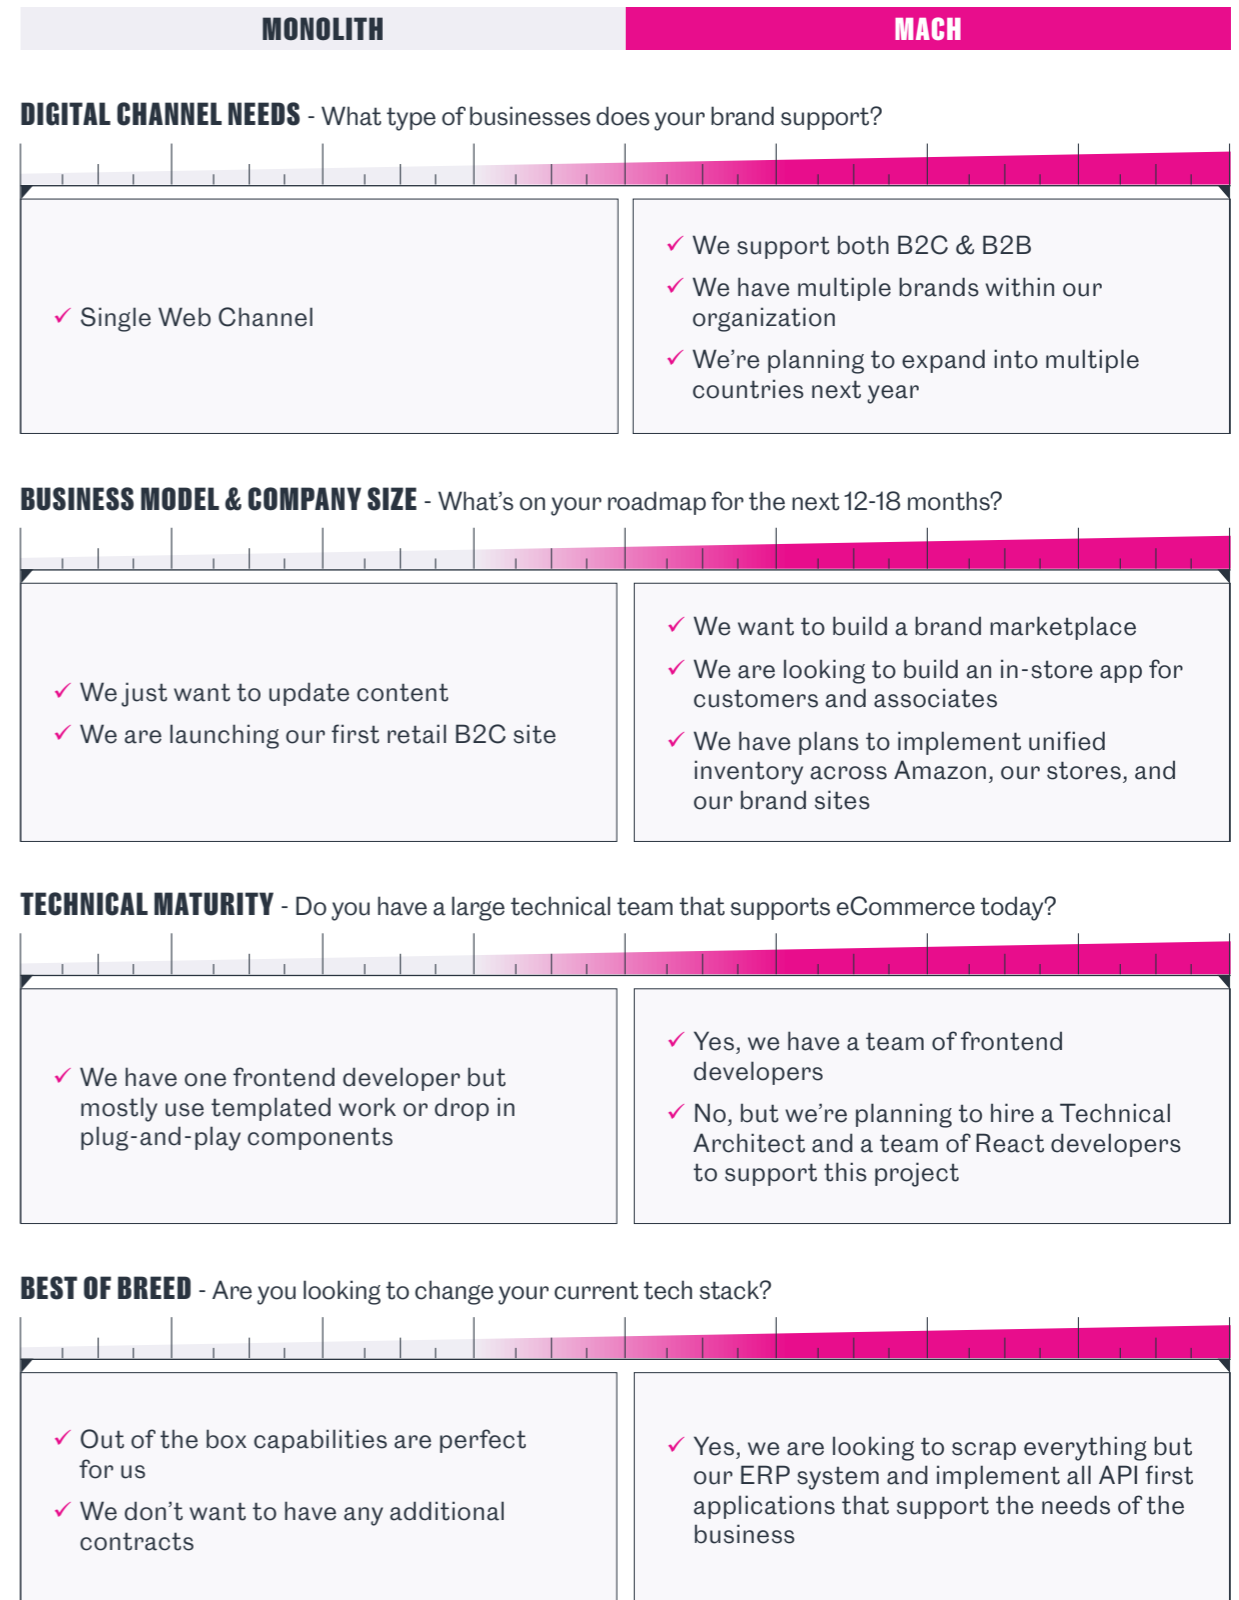 MONOLITH
MACH
DIGITAL CHANNEL NEEDS - What type of businesses does your brand support?
✓ Single Web Channel
✓ We support both B2C & B2B
✓ We have multiple brands within our
organization
✓ We’re planning to expand into multiple
countries next year
BUSINESS MODEL & COMPANY SIZE - What’s on your roadmap for the next 12-18 months?
✓ We just want to update content
✓ We are launching our first retail B2C site
✓ We want to build a brand marketplace
✓ We are looking to build an in-store app for
customers and associates
✓ We have plans to implement unified
inventory across Amazon, our stores, and
our brand sites
TECHNICAL MATURITY - Do you have a large technical team that supports eCommerce today?
✓ We have one frontend developer but
mostly use templated work or drop in
plug-and-play components
✓ Yes, we have a team of frontend
developers
✓ No, but we’re planning to hire a Technical
Architect and a team of React developers
to support this project
BEST OF BREED - Are you looking to change your current tech stack?
✓ Out of the box capabilities are perfect
for us
✓ We don’t want to have any additional
contracts
✓ Yes, we are looking to scrap everything but
our ERP system and implement all API first
applications that support the needs of the
business